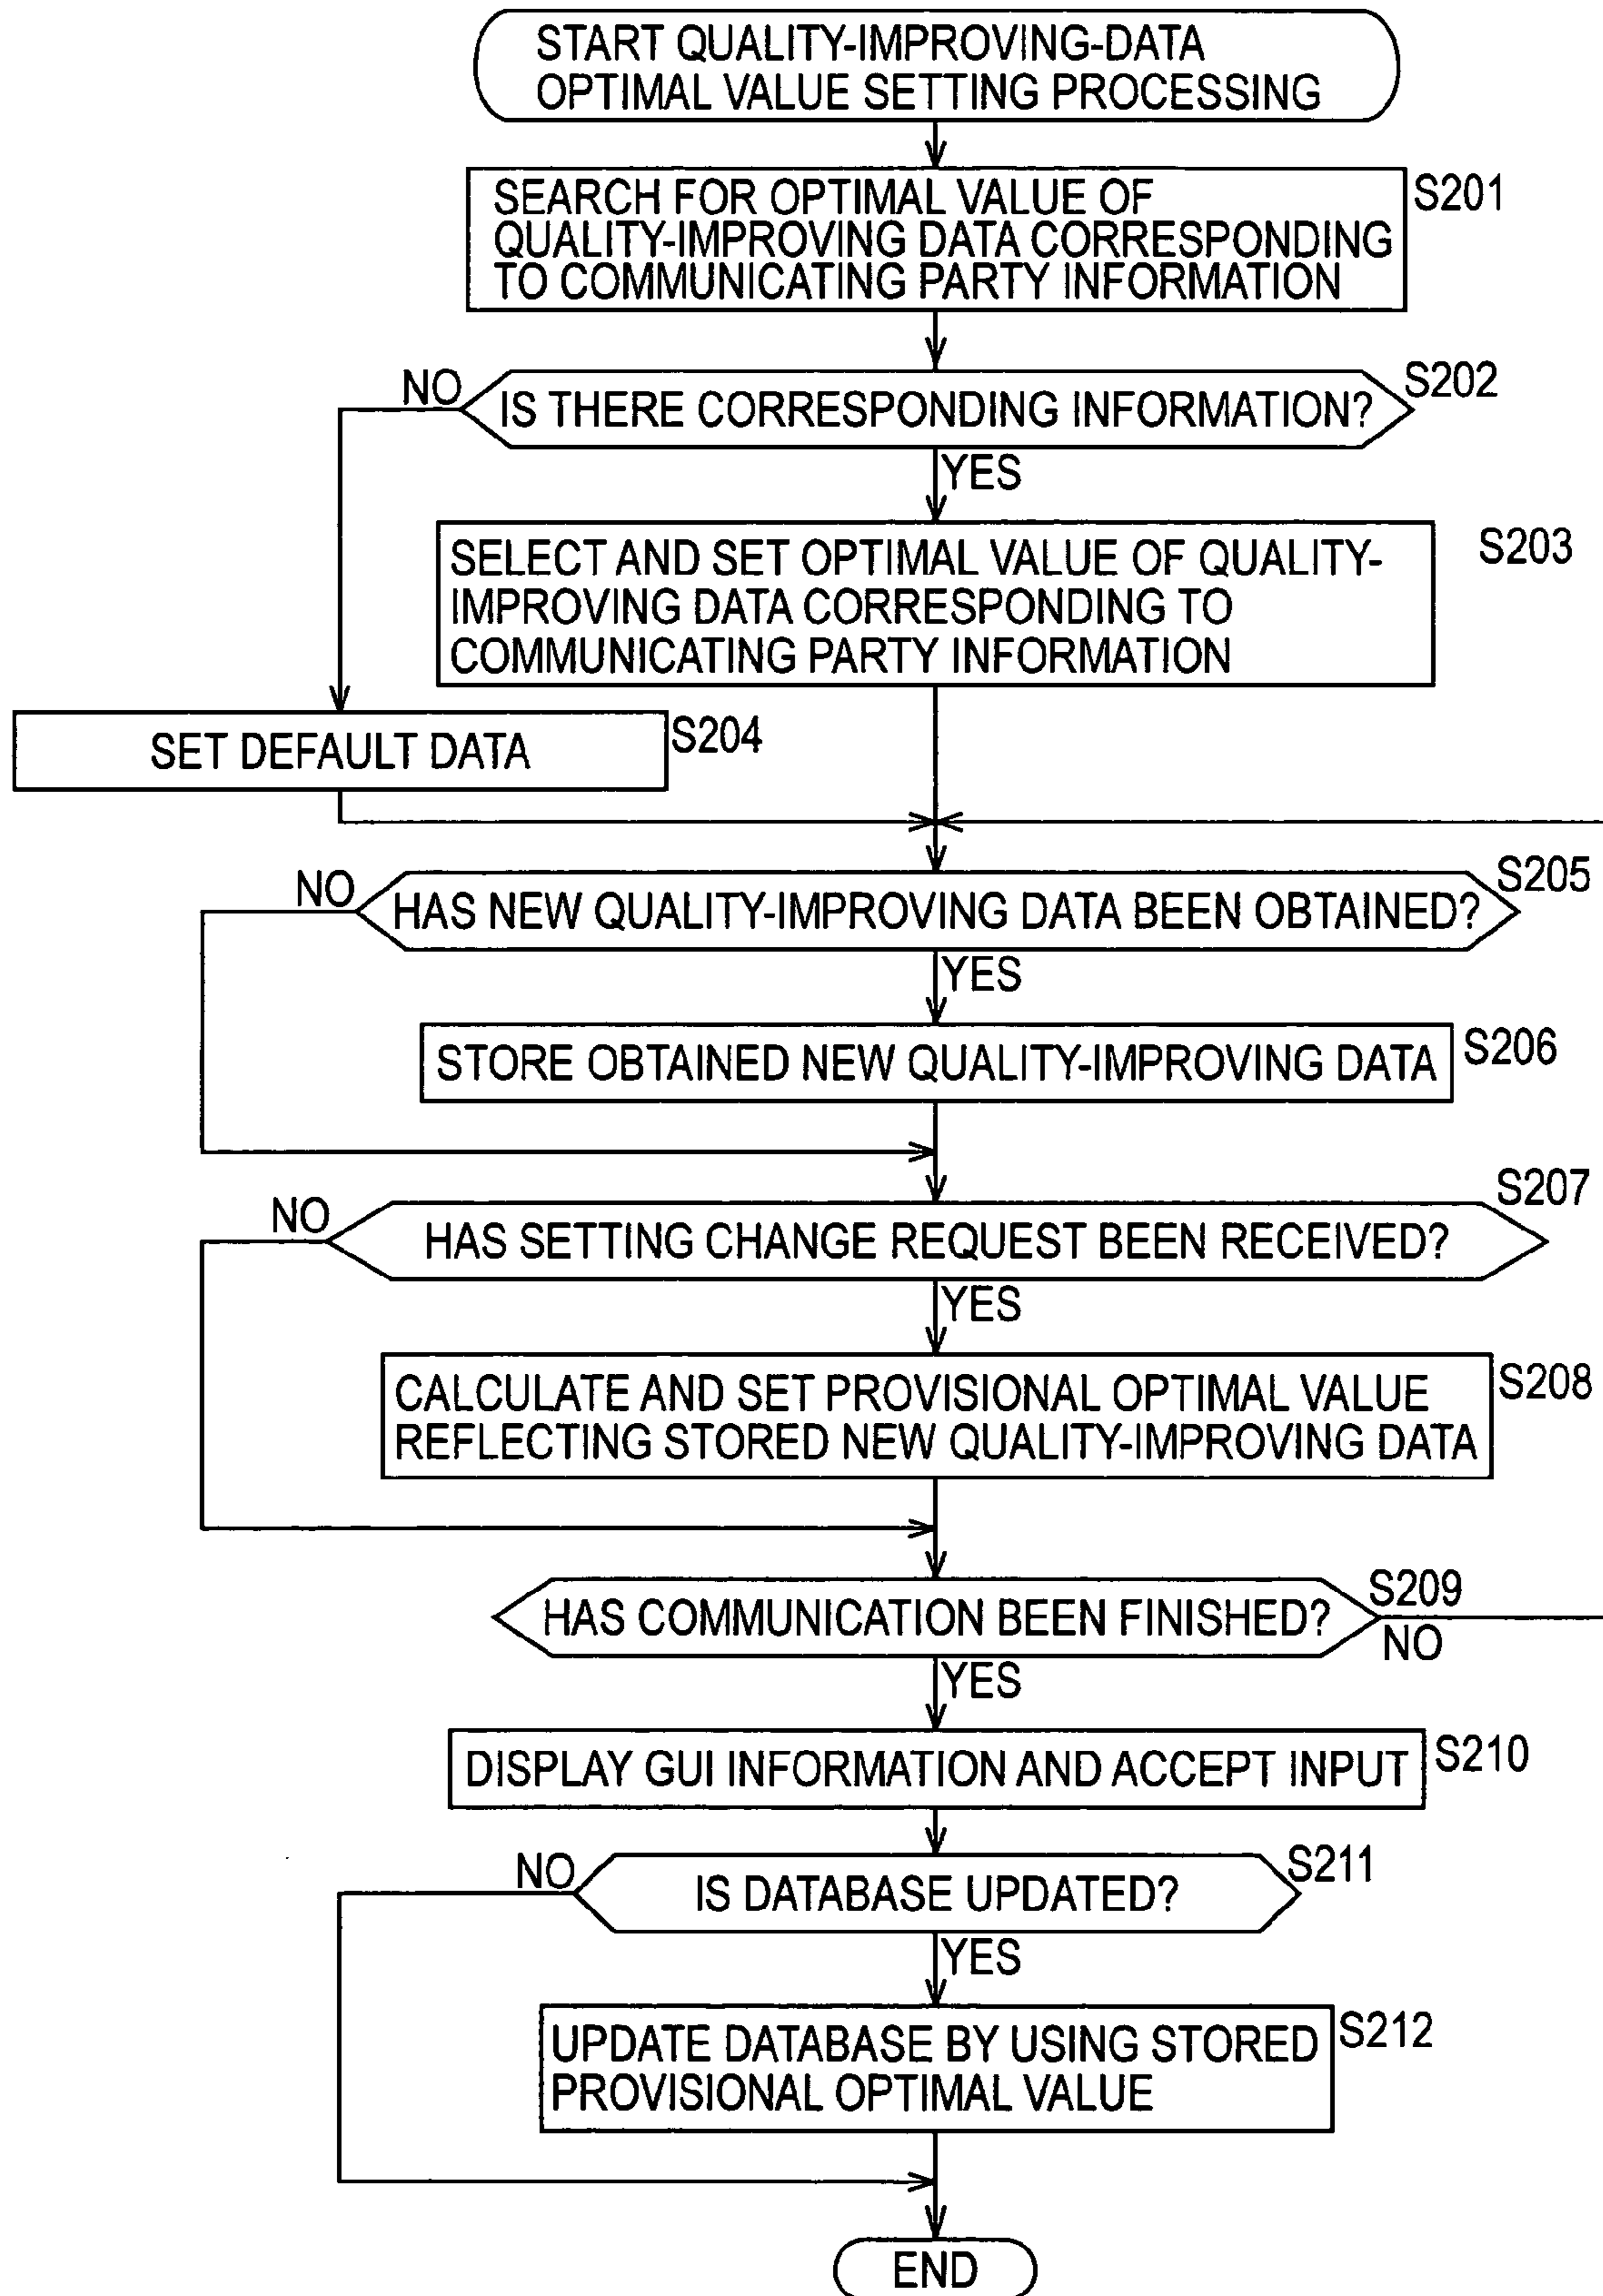 START QUALITY-IMPROVING-DATA
OPTIMAL VALUE SETTING PROCESSING
SEARCH FOR OPTIMAL VALUE OF
QUALITY-IMPROVING DATA CORRESPONDING
TO COMMUNICATING PARTY INFORMATION
S201
NO
IS THERE CORRESPONDING INFORMATION?
S202
YES
SELECT AND SET OPTIMAL VALUE OF QUALITY-
IMPROVING DATA CORRESPONDING TO
COMMUNICATING PARTY INFORMATION
S203
SET DEFAULT DATA
S204
NO
HAS NEW QUALITY-IMPROVING DATA BEEN OBTAINED?
S205
YES
STORE OBTAINED NEW QUALITY-IMPROVING DATA
S206
NO
HAS SETTING CHANGE REQUEST BEEN RECEIVED?
S207
YES
CALCULATE AND SET PROVISIONAL OPTIMAL VALUE
REFLECTING STORED NEW QUALITY-IMPROVING DATA
S208
HAS COMMUNICATION BEEN FINISHED?
S209
NO
YES
DISPLAY GUI INFORMATION AND ACCEPT INPUT
S210
NO
IS DATABASE UPDATED?
S211
YES
UPDATE DATABASE BY USING STORED
PROVISIONAL OPTIMAL VALUE
S212
END